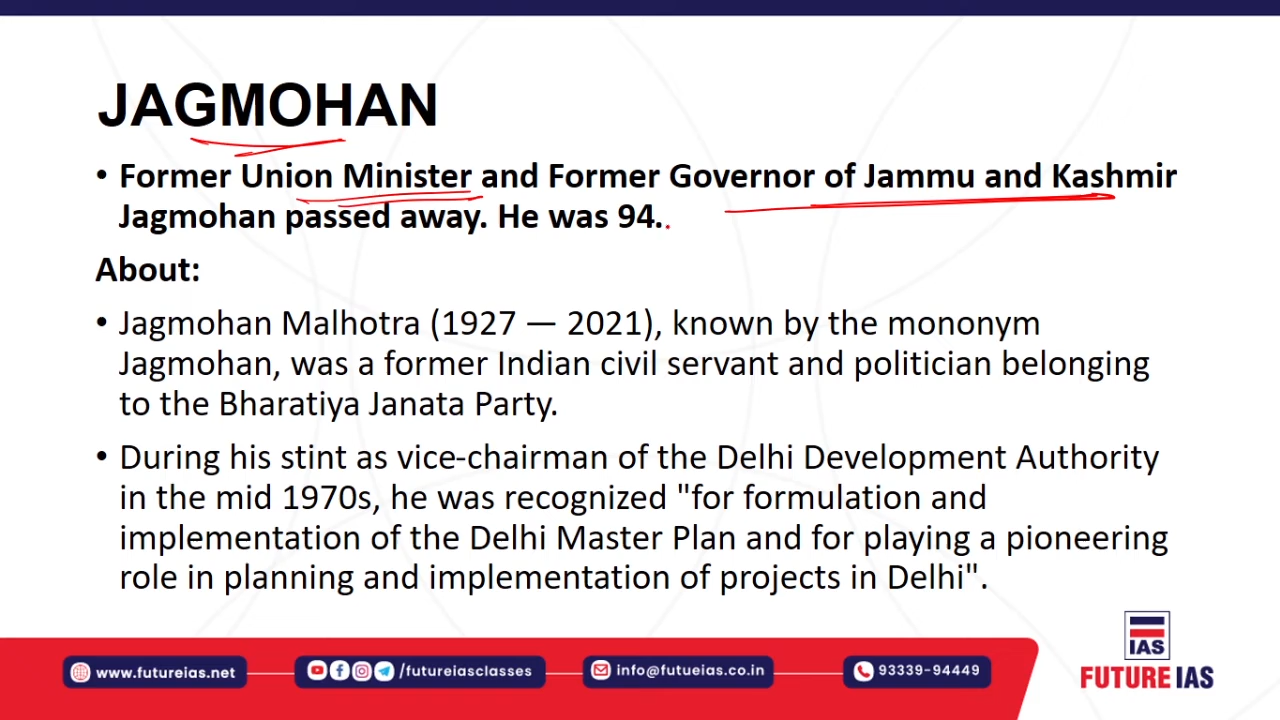 JAGMOHAN
• Former Union Minister and Former Governor of Jammu and Kashmir
Jagmohan passed away. He was 94.
About:
• Jagmohan Malhotra (1927 — 2021), known by the mononym
Jagmohan, was a former Indian civil servant and politician belonging
to the Bharatiya Janata Party.
• During his stint as vice-chairman of the Delhi Development Authority
in the mid 1970s, he was recognized "for formulation and
implementation of the Delhi Master Plan and for playing a pioneering
role in planning and implementation of projects in Delhi".
IAS
FUTURE IAS
www.futureias.net
/futureiasclasses
info@futueias.co.in
93339-94449